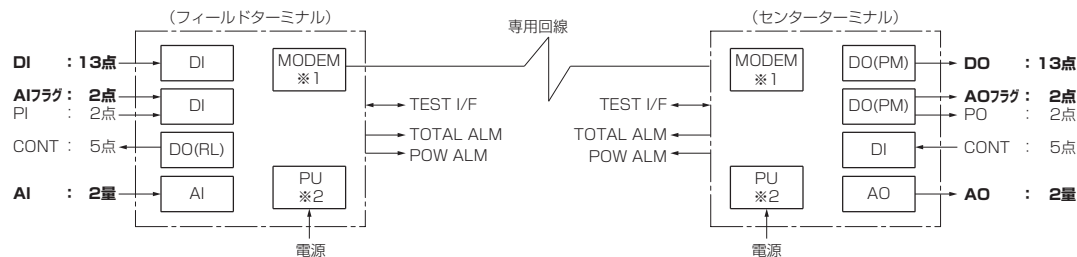 （フィールドターミナル）
DI ：13点
DI
AIフラグ： 2点
PI ： 2点
DI
CONT ： 5点
DO(RL)
AI ： 2量
AI
MODEM
※1
PU
※2
電源
TEST I/F
TOTAL ALM
POW ALM
専用回線
（センターターミナル）
TEST I/F
TOTAL ALM
POW ALM
MODEM
※1
PU
※2
電源
DO(PM)
DO ：13点
DO(PM)
AOフラグ： 2点
PO ： 2点
DI
CONT ： 5点
AO
AO ： 2量